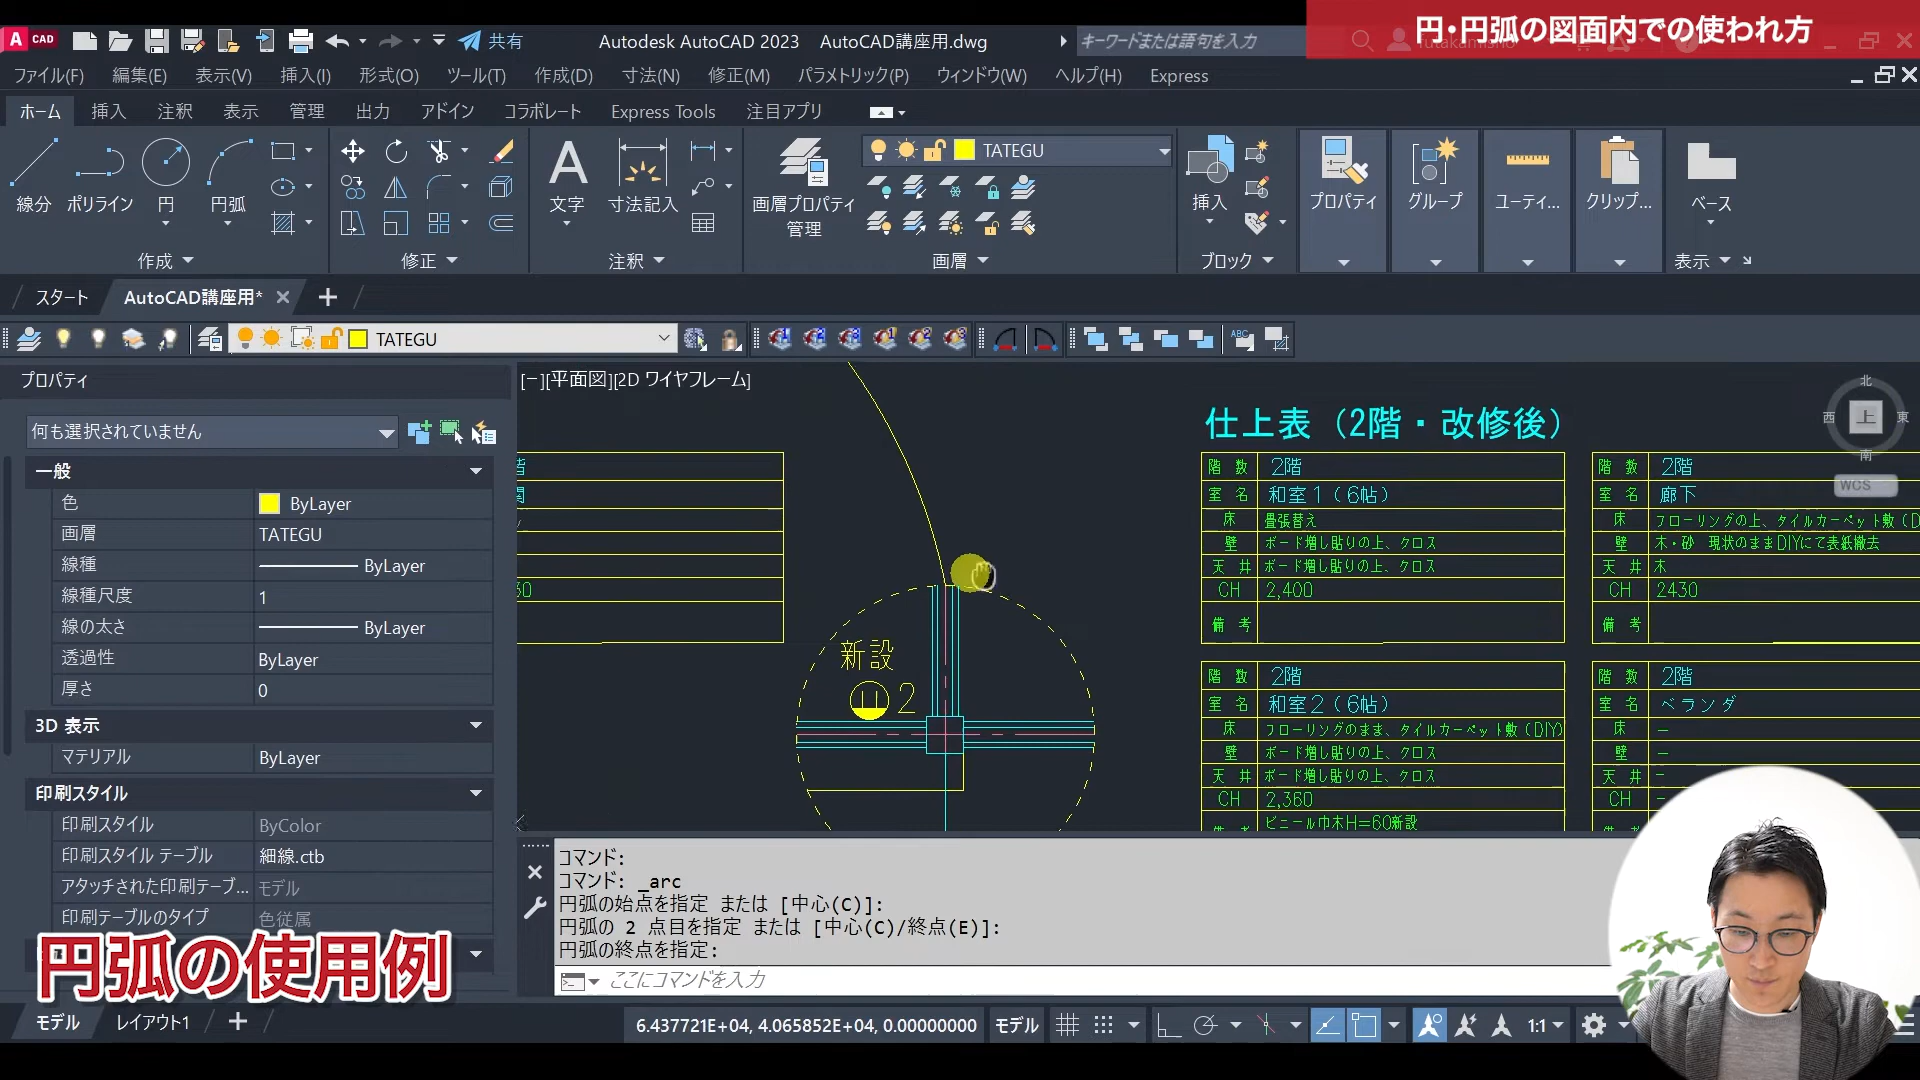 円・円弧の図面内での使われ方
A CAD
共有
Autodesk AutoCAD 2023 AutoCAD講座用.dwg
キーワードまたは語句を入力
ファイル(F) 編集(E) 表示(V) 挿入(I) 形式(O) ツール(T) 作成(D) 寸法(N) 修正(M) パラメトリック(P) ウィンドウ(W) ヘルプ(H) Express
ホーム 挿入 注釈 表示 管理 出力 アドイン コラボレート Express Tools 注目アプリ
TATEGU
線分 ポリライン 円 円弧
文字 寸法記入
画層プロパティ管理
挿入 プロパティ グループ ユーティ... クリップ... ベース
作成 修正 注釈 画層 ブロック 表示
スタート AutoCAD講座用*
TATEGU
プロパティ
何も選択されていません
一般
色 ByLayer
画層 TATEGU
線種 ByLayer
線種尺度 1
線の太さ ByLayer
透過性 ByLayer
厚さ 0
3D 表示
マテリアル ByLayer
印刷スタイル
印刷スタイル ByColor
印刷スタイル テーブル 細線.ctb
アタッチされた印刷テーブ... モデル
印刷テーブルのタイプ 色従属
円弧の使用例
[−][平面図][2D ワイヤフレーム]
北
西 上 東
南
WCS
新設
2
仕上表（2階・改修後）
階 数 2階
室 名 和室1（6帖）
床 畳張替え
壁 ボード増し貼りの上、クロス
天 井 ボード増し貼りの上、クロス
CH 2,400
備 考
階 数 2階
室 名 廊下
床 フローリングの上、タイルカーペット敷（D
壁 木・砂 現状のままDIYにて表紙撤去
天 井 木
CH 2430
備 考
階 数 2階
室 名 和室2（6帖）
床 フローリングのまま、タイルカーペット敷（DIY）
壁 ボード増し貼りの上、クロス
天 井 ボード増し貼りの上、クロス
CH 2,360
ビニール巾木H=60新設
階 数 2階
室 名 ベランダ
床 −
壁 −
天 井 −
CH −
コマンド:
コマンド: _arc
円弧の始点を指定 または [中心(C)]:
円弧の 2 点目を指定 または [中心(C)/終点(E)]:
円弧の終点を指定:
ここにコマンドを入力
モデル レイアウト1
6.437721E+04, 4.065852E+04, 0.00000000 モデル 1:1